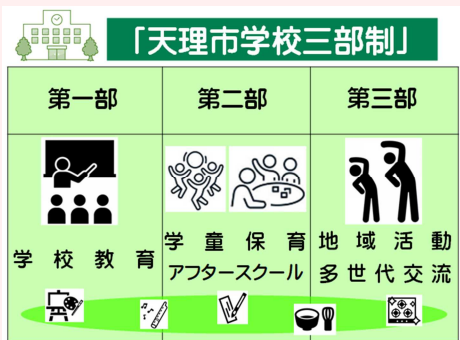 「天理市学校三部制」
第一部
第二部
第三部
学校教育
学童保育
アフタースクール
地域活動
多世代交流